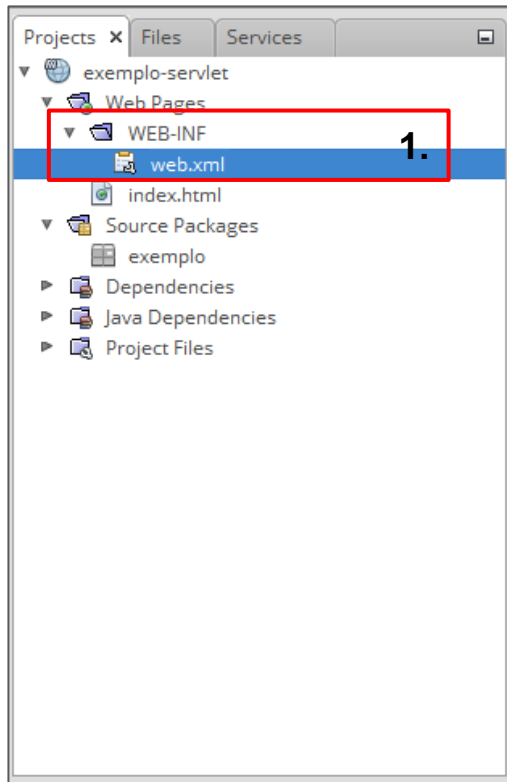 Projects Files Services
exemplo-servlet
Web Pages
WEB-INF
1.
web.xml
index.html
Source Packages
exemplo
Dependencies
Java Dependencies
Project Files